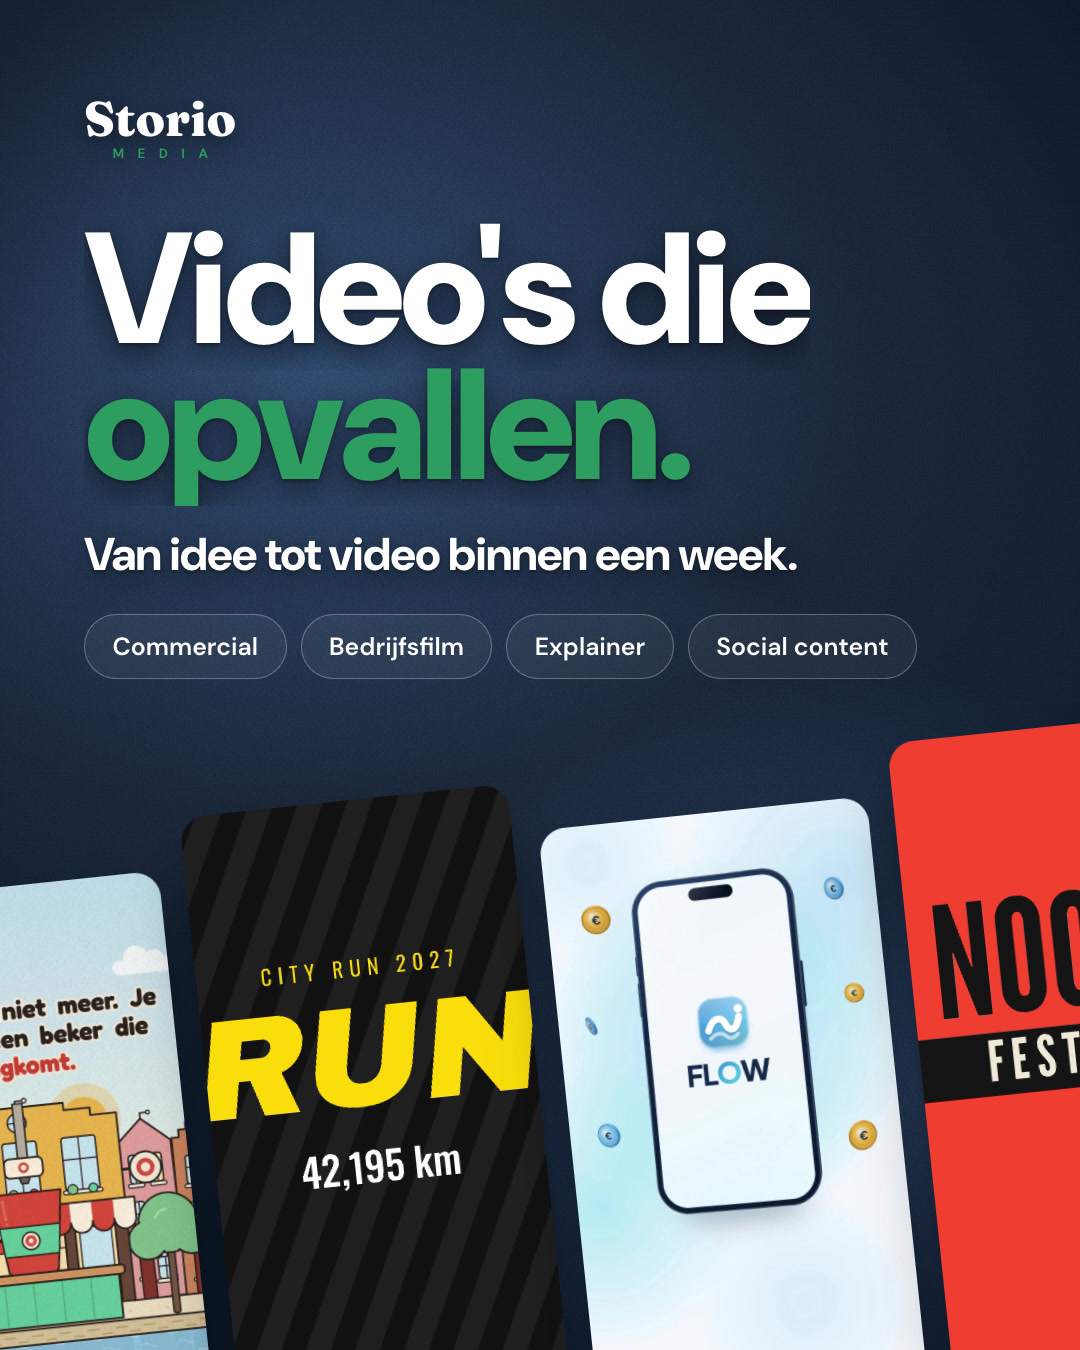 Storio
MEDIA
Video's die
opvallen.
Van idee tot video binnen een week.
Commercial
Bedrijfsfilm
Explainer
Social content
niet meer. Je
en beker die
gkomt.
CITY RUN 2027
RUN
42,195 km
FLOW
NOO
FEST